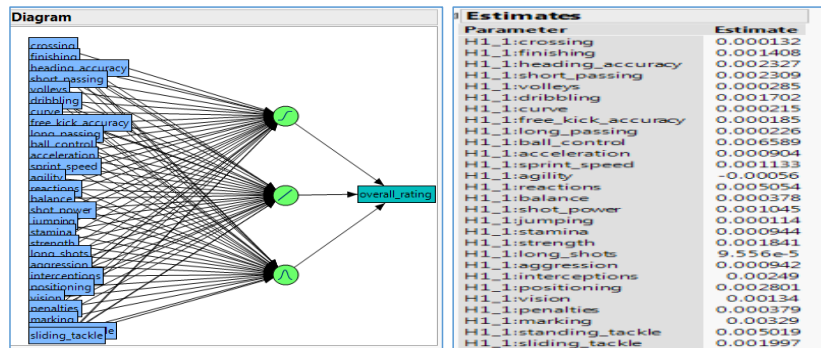 Diagram
crossing
finishing
heading_accuracy
short_passing
volleys
dribbling
curve
free_kick_accuracy
long_passing
ball_control
acceleration
sprint_speed
agility
reactions
balance
shot_power
jumping
stamina
strength
long_shots
aggression
interceptions
positioning
vision
penalties
marking
sliding_tackle
overall_rating
Estimates
Parameter Estimate
H1_1:crossing 0.000132
H1_1:finishing 0.001408
H1_1:heading_accuracy 0.002327
H1_1:short_passing 0.002309
H1_1:volleys 0.000285
H1_1:dribbling 0.001702
H1_1:curve 0.000215
H1_1:free_kick_accuracy 0.000185
H1_1:long_passing 0.000226
H1_1:ball_control 0.006589
H1_1:acceleration 0.000904
H1_1:sprint_speed 0.001133
H1_1:agility -0.00056
H1_1:reactions 0.005054
H1_1:balance 0.000378
H1_1:shot_power 0.001045
H1_1:jumping 0.000114
H1_1:stamina 0.000944
H1_1:strength 0.001841
H1_1:long_shots 9.556e-5
H1_1:aggression 0.000942
H1_1:interceptions 0.00249
H1_1:positioning 0.002801
H1_1:vision 0.00134
H1_1:penalties 0.000379
H1_1:marking 0.00329
H1_1:standing_tackle 0.005019
H1_1:sliding_tackle 0.001997